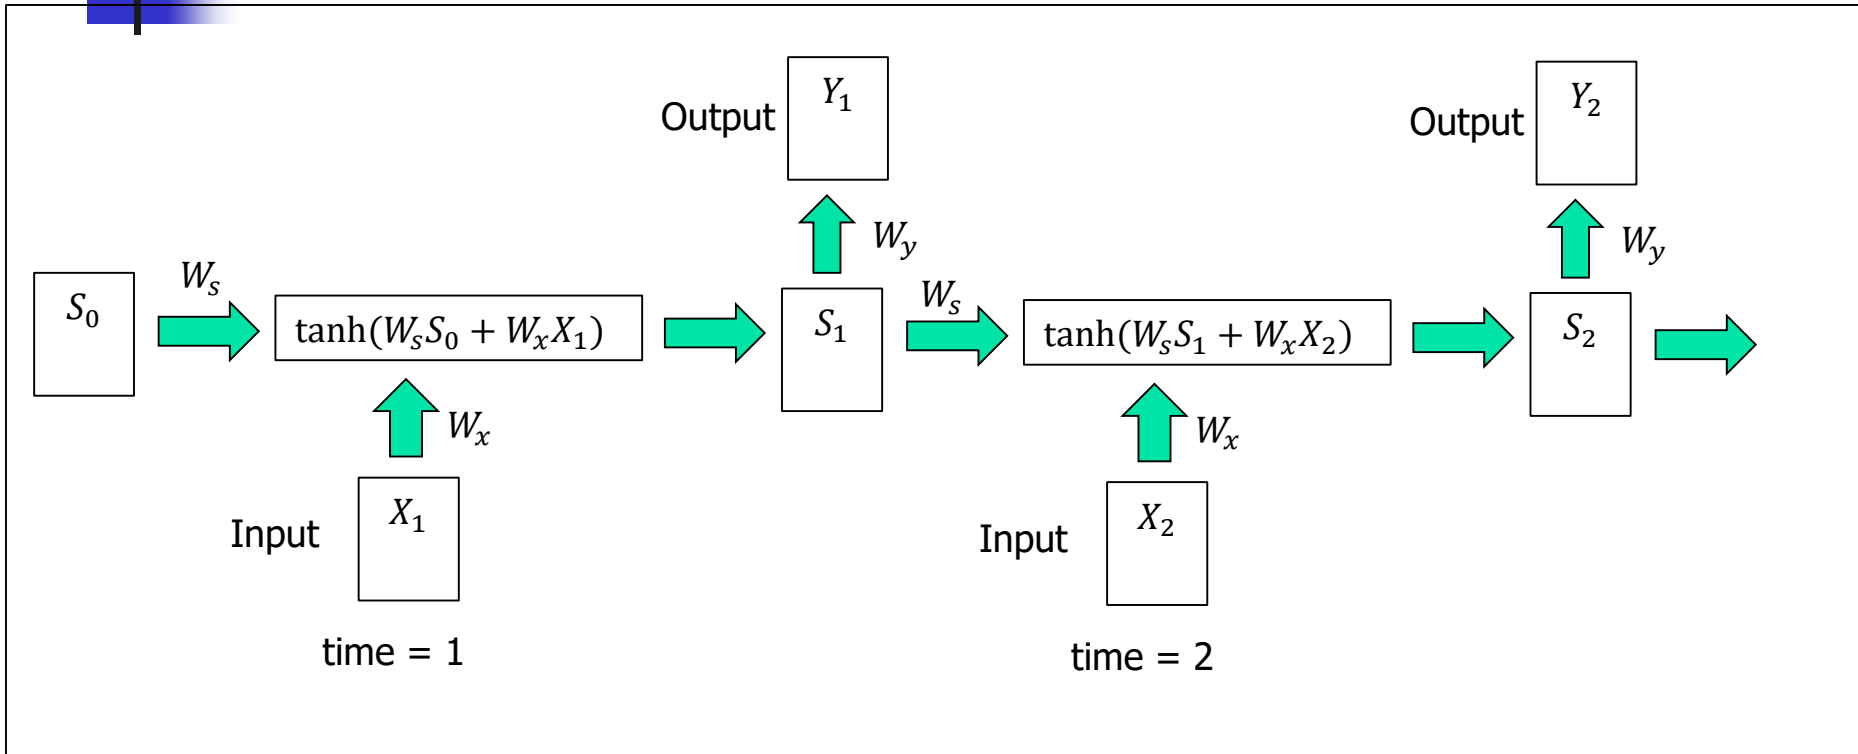 Output
Y₁
Output
Y₂
W_y
W_y
S₀
W_s
tanh(W_sS₀ + W_xX₁)
S₁
W_s
tanh(W_sS₁ + W_xX₂)
S₂
W_x
W_x
Input
X₁
Input
X₂
time = 1
time = 2